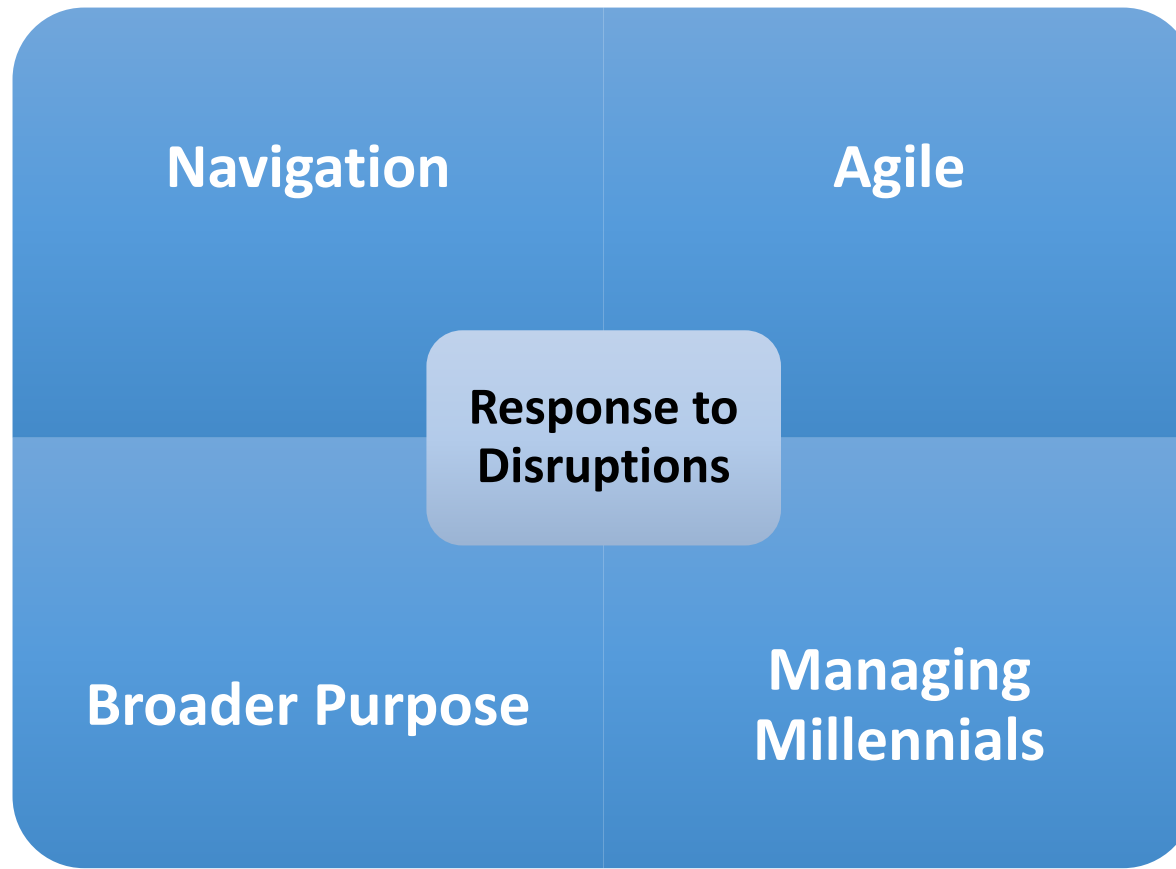 Navigation
Agile
Response to
Disruptions
Broader Purpose
Managing
Millennials